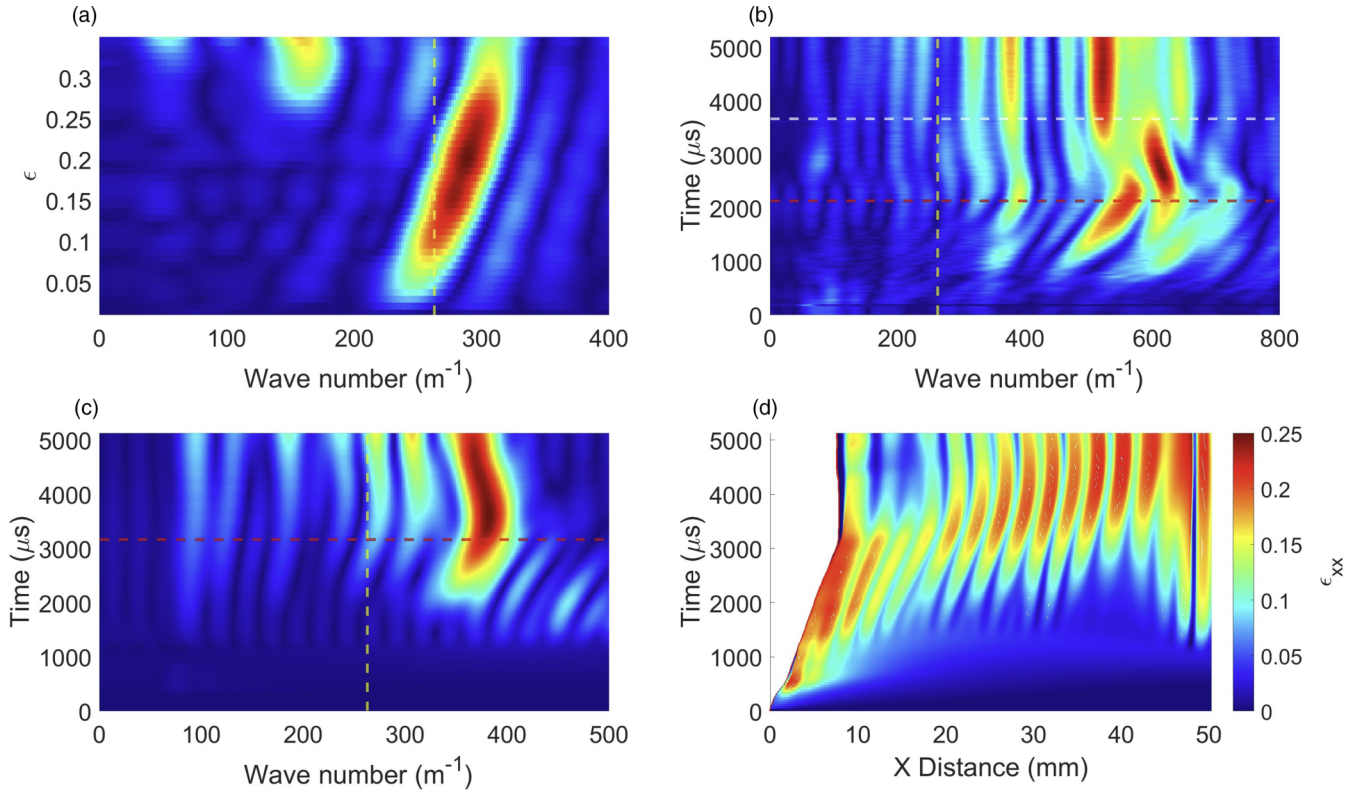 (a)
0.3
0.25
0.2
0.15
0.1
0.05
ϵ
0 100 200 300 400
Wave number (m⁻¹)
(b)
5000
4000
3000
2000
1000
0
Time (μs)
0 200 400 600 800
Wave number (m⁻¹)
(c)
5000
4000
3000
2000
1000
0
Time (μs)
0 100 200 300 400 500
Wave number (m⁻¹)
(d)
5000
4000
3000
2000
1000
0
Time (μs)
0 10 20 30 40 50
X Distance (mm)
0.25
0.2
0.15
0.1
0.05
0
ϵxx